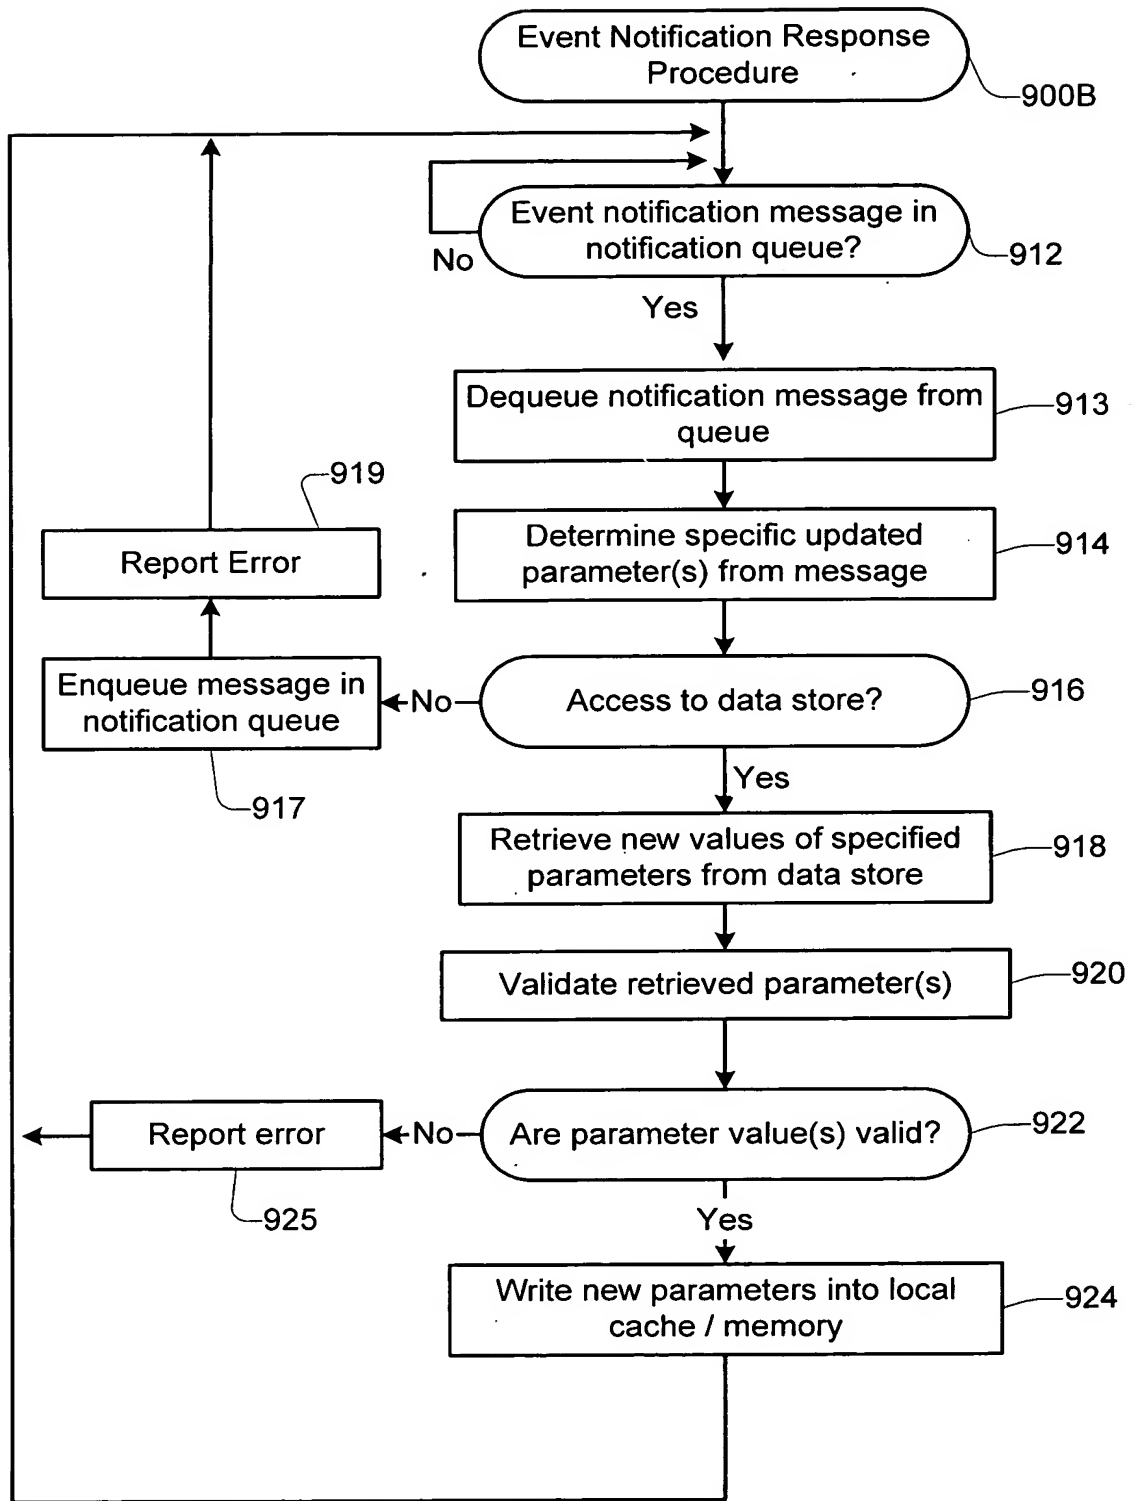 Event Notification Response
Procedure
900B
Event notification message in
notification queue?
912
No
Yes
Dequeue notification message from
queue
913
919
Report Error
Determine specific updated
parameter(s) from message
914
Enqueue message in
notification queue
917
No
Access to data store?
916
Yes
Retrieve new values of specified
parameters from data store
918
Validate retrieved parameter(s)
920
Report error
925
No
Are parameter value(s) valid?
922
Yes
Write new parameters into local
cache / memory
924